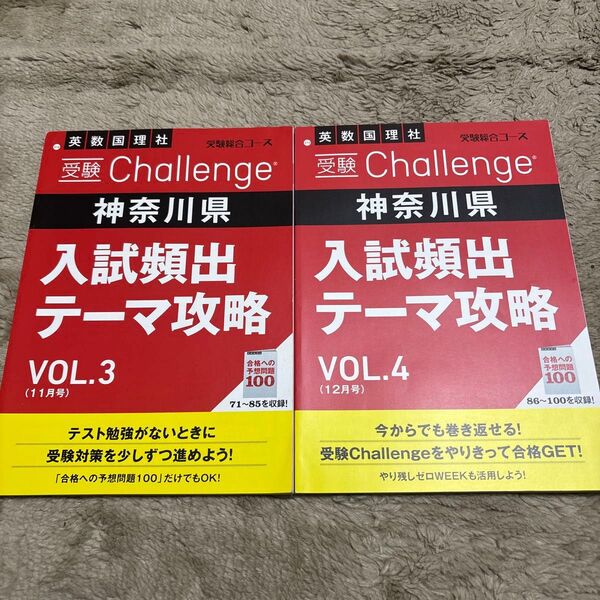 英数国理社
受験総合コース
受験 Challenge®
神奈川県
入試頻出
テーマ攻略
VOL.3
(11月号)
合格への
予想問題
100
71~85を収録!
テスト勉強がないときに
受験対策を少しずつ進めよう!
「合格への予想問題100」だけでもOK!
英数国理社
受験総合コース
受験 Challenge®
神奈川県
入試頻出
テーマ攻略
VOL.4
(12月号)
合格への
予想問題
100
86~100を収録!
今からでも巻き返せる!
受験Challengeをやりきって合格GET!
やり残しゼロWEEKも活用しよう!